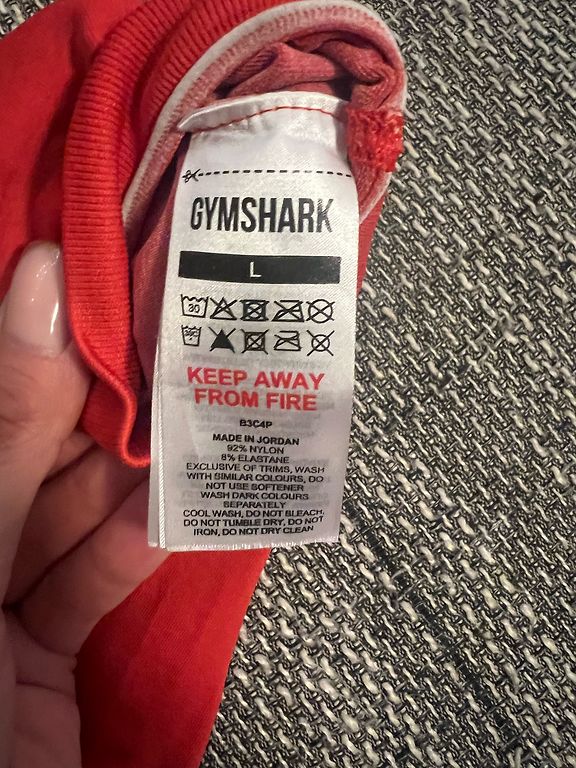 GYMSHARK
L
30
30
KEEP AWAY
FROM FIRE
B3C4P
MADE IN JORDAN
92% NYLON
8% ELASTANE
EXCLUSIVE OF TRIMS, WASH
WITH SIMILAR COLOURS, DO
NOT USE SOFTENER
WASH DARK COLOURS
SEPARATELY
COOL WASH, DO NOT BLEACH,
DO NOT TUMBLE DRY, DO NOT
IRON, DO NOT DRY CLEAN